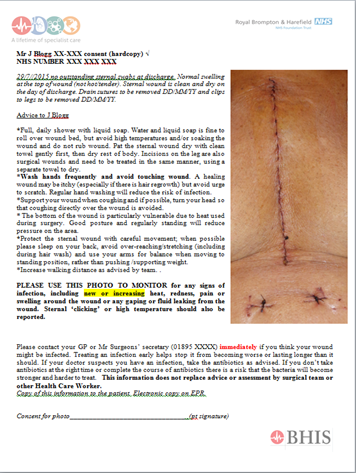 A lifetime of specialist care
Royal Brompton & Harefield NHS
NHS Foundation Trust
Mr J Blogg XX-XXX consent (hardcopy) √
NHS NUMBER XXX XXX XXX
29/7/2015 no outstanding sternal swabs at discharge. Normal swelling
at the top of wound (not hot/tender). Sternal wound is clean and dry on
the day of discharge. Drain sutures to be removed DD/MM/YY and clips
to legs to be removed DD/MM/YY.
Advice to J Bloggs
*Full, daily shower with liquid soap. Water and liquid soap is fine to
roll over wound bed, but avoid high temperatures and/or soaking the
wound and do not rub wound. Pat the sternal wound dry with clean
towel gently first, then dry rest of body. Incisions on the leg are also
surgical wounds and need to be treated in the same manner, using a
separate towel to dry.
*Wash hands frequently and avoid touching wound. A healing
wound may be itchy (especially if there is hair regrowth) but avoid urge
to scratch. Regular hand washing will reduce the risk of infection.
*Support your wound when coughing and if possible, turn your head so
that coughing directly over the wound is avoided.
* The bottom of the wound is particularly vulnerable due to heat used
during surgery. Good posture and regularly standing will reduce
pressure on the area.
*Protect the sternal wound with careful movement; when possible
please sleep on your back, avoid over-reaching/stretching (including
during hair wash) and use your arms for balance when moving to
standing position, rather than pushing /supporting weight.
*Increase walking distance as advised by team. .
PLEASE USE THIS PHOTO TO MONITOR for any signs of
infection, including new or increasing heat, redness, pain or
swelling around the wound or any gaping or fluid leaking from the
wound. Sternal 'clicking' or high temperature should also be
reported.
Please contact your GP or Mr Surgeons' secretary (01895 XXXX) immediately if you think your wound
might be infected. Treating an infection early helps stop it from becoming worse or lasting longer than it
should. If your doctor suspects you have an infection, take the antibiotics as advised. If you don't take
antibiotics at the right time or complete the course of antibiotics there is a risk that the bacteria will become
stronger and harder to treat. This information does not replace advice or assessment by surgical team or
other Health Care Worker.
Copy of this information to the patient. Electronic copy on EPR.
Consent for photo (pt signature)
BHIS